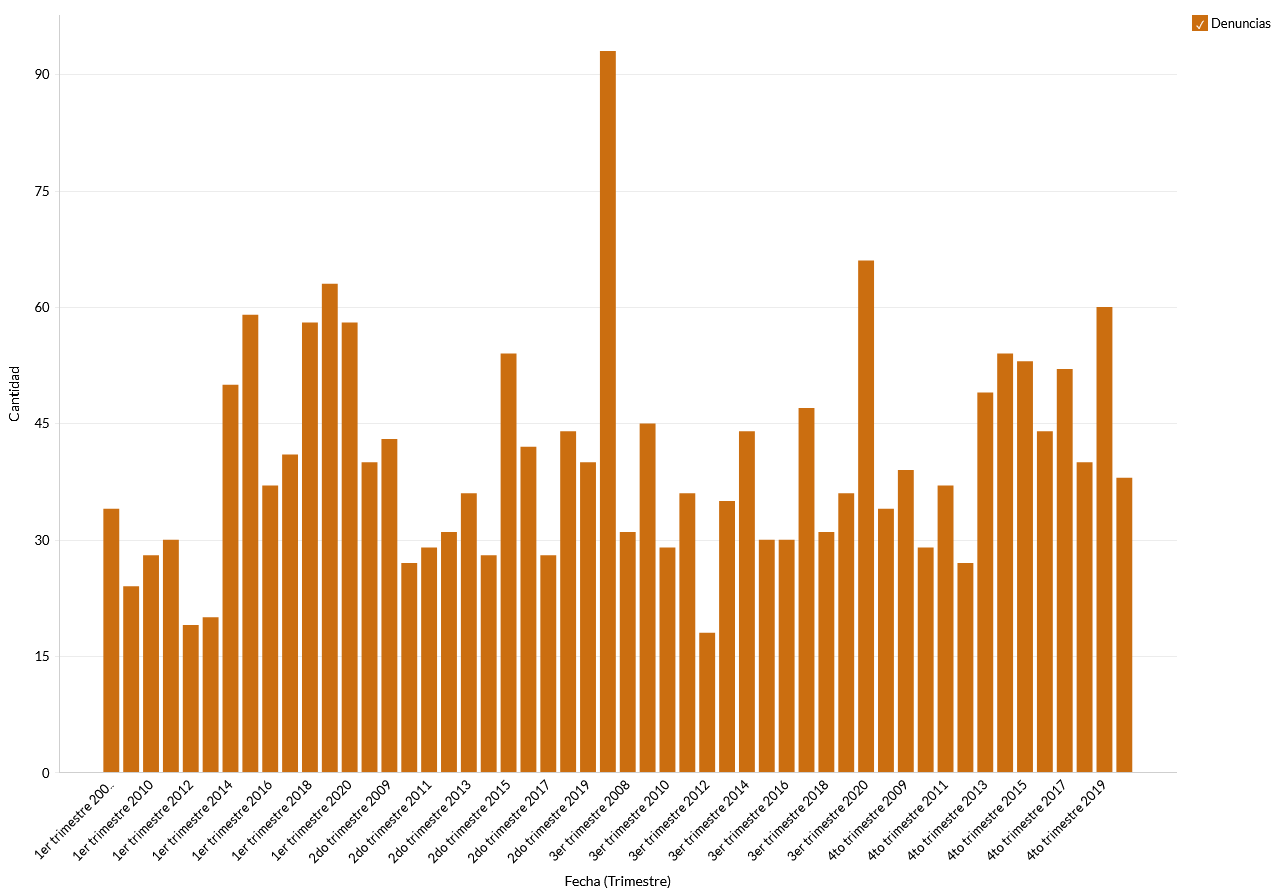 Denuncias
90
75
60
45
30
15
0
Cantidad
1er trimestre 200..
1er trimestre 2010
1er trimestre 2012
1er trimestre 2014
1er trimestre 2016
1er trimestre 2018
1er trimestre 2020
2do trimestre 2009
2do trimestre 2011
2do trimestre 2013
2do trimestre 2015
2do trimestre 2017
2do trimestre 2019
3er trimestre 2008
3er trimestre 2010
3er trimestre 2012
3er trimestre 2014
3er trimestre 2016
3er trimestre 2018
3er trimestre 2020
4to trimestre 2009
4to trimestre 2011
4to trimestre 2013
4to trimestre 2015
4to trimestre 2017
4to trimestre 2019
Fecha (Trimestre)